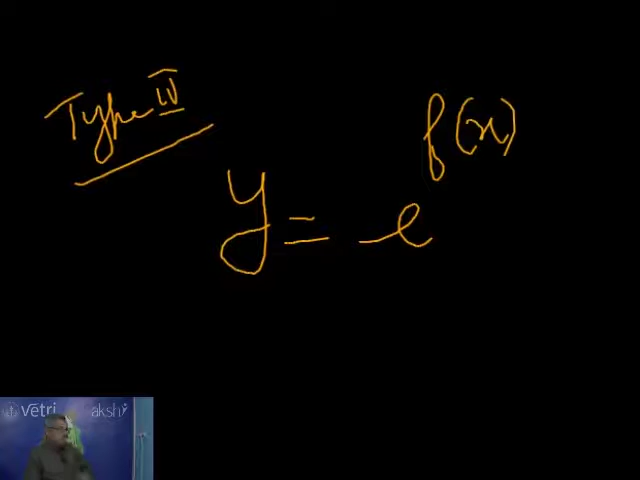 Type IV
y = e^f(x)
vetri akshi